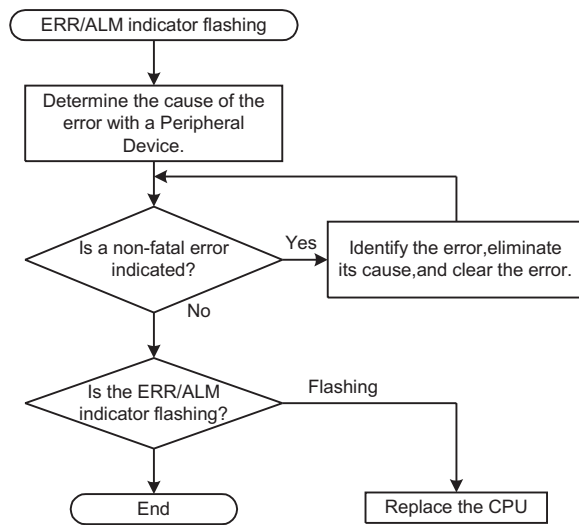 ERR/ALM indicator flashing
Determine the cause of the
error with a Peripheral
Device.
Is a non-fatal error
indicated?
Yes
Identify the error,eliminate
its cause,and clear the error.
No
Is the ERR/ALM
indicator flashing?
Flashing
End
Replace the CPU